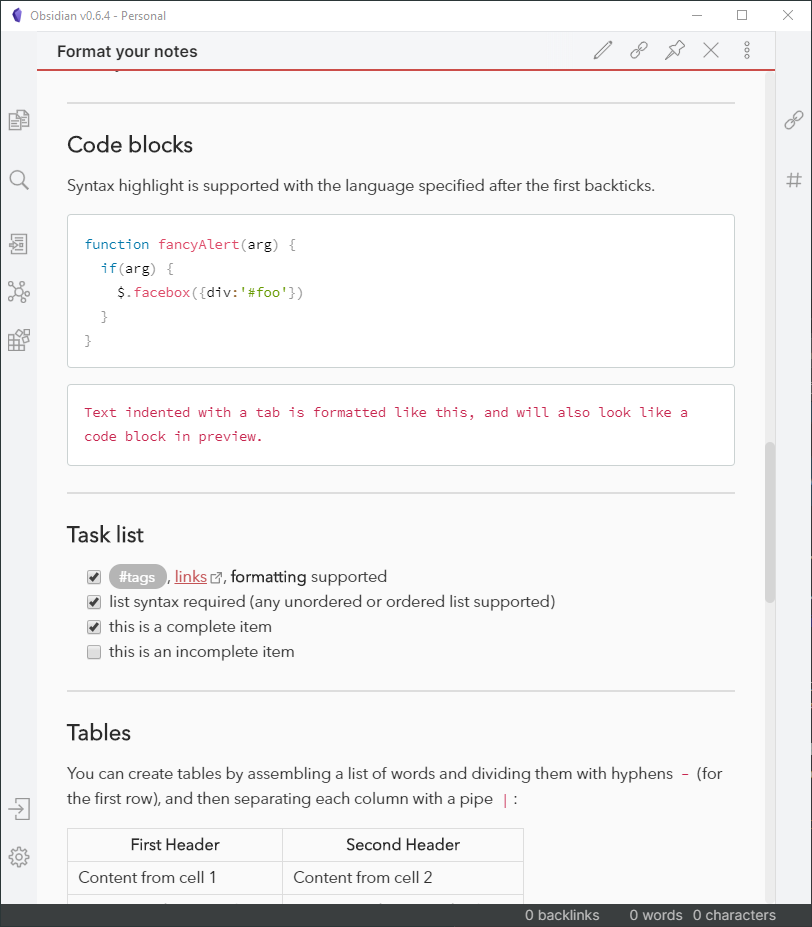 Obsidian v0.6.4 - Personal
Format your notes
Code blocks
Syntax highlight is supported with the language specified after the first backticks.
function fancyAlert(arg) {
  if(arg) {
    $.facebox({div:'#foo'})
  }
}
Text indented with a tab is formatted like this, and will also look like a
code block in preview.
Task list
#tags, links, formatting supported
list syntax required (any unordered or ordered list supported)
this is a complete item
this is an incomplete item
Tables
You can create tables by assembling a list of words and dividing them with hyphens - (for
the first row), and then separating each column with a pipe | :
First Header Second Header
Content from cell 1 Content from cell 2
0 backlinks 0 words 0 characters